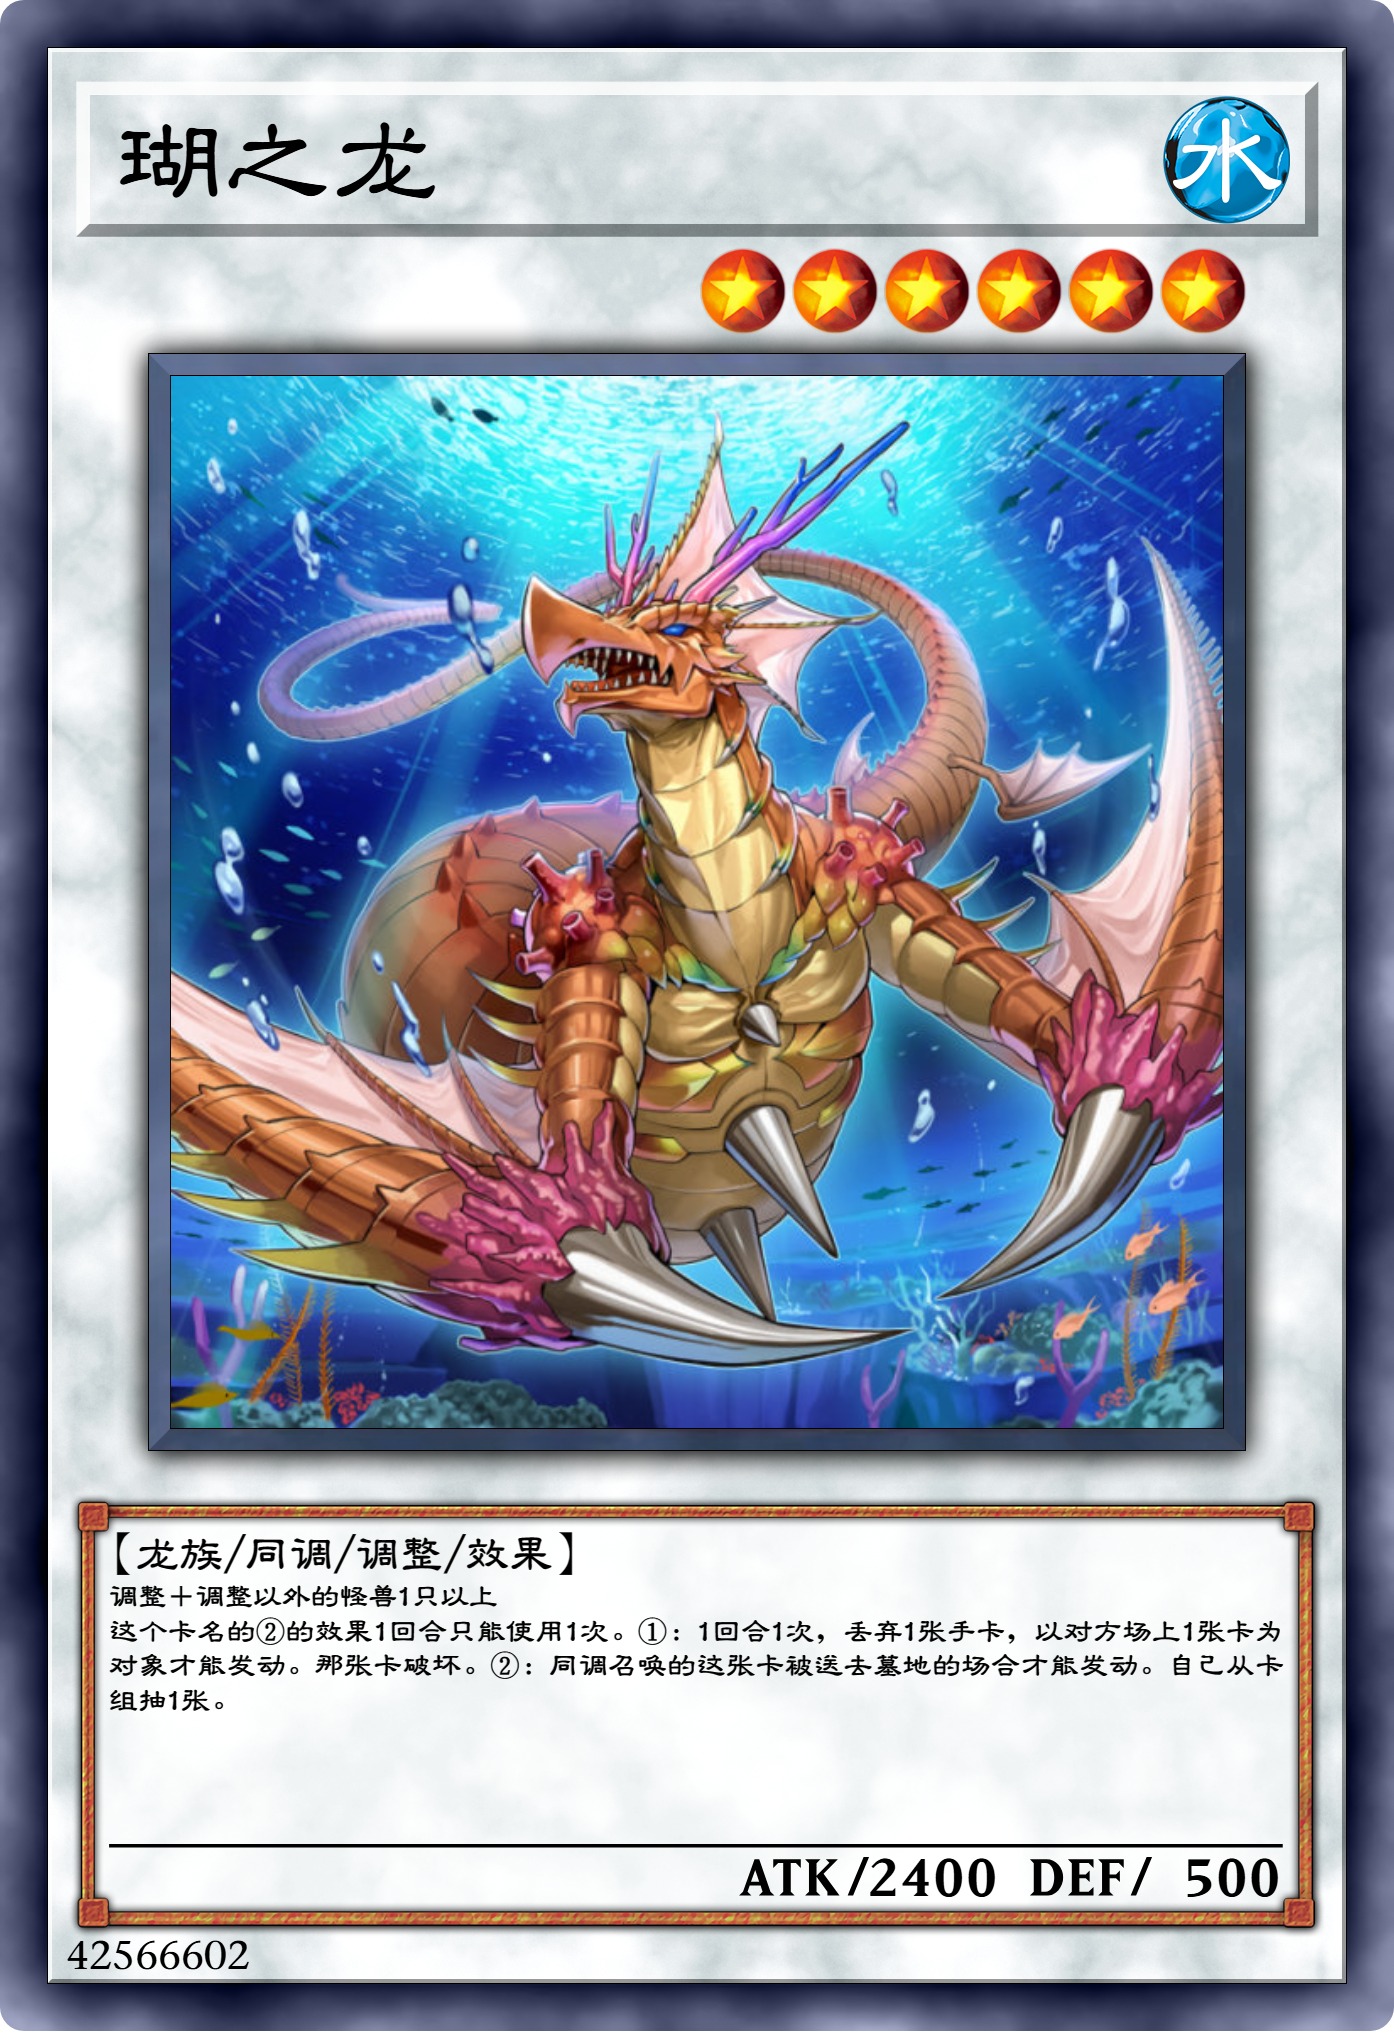 瑚之龙
水
【龙族/同调/调整/效果】
调整＋调整以外的怪兽1只以上
这个卡名的②的效果1回合只能使用1次。①：1回合1次，丢弃1张手卡，以对方场上1张卡为
对象才能发动。那张卡破坏。②：同调召唤的这张卡被送去墓地的场合才能发动。自己从卡
组抽1张。
ATK/2400 DEF/ 500
42566602